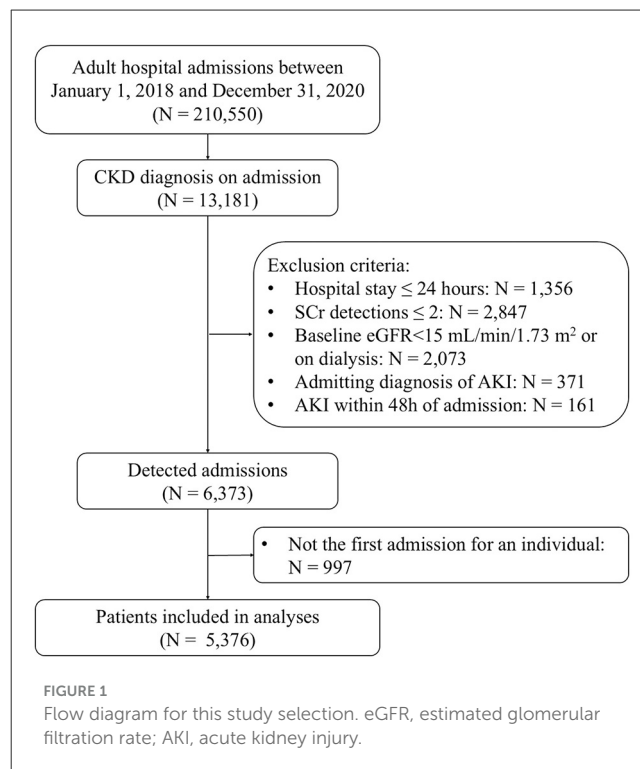 Adult hospital admissions between
January 1, 2018 and December 31, 2020
(N = 210,550)
CKD diagnosis on admission
(N = 13,181)
Exclusion criteria:
• Hospital stay ≤ 24 hours: N = 1,356
• SCr detections ≤ 2: N = 2,847
• Baseline eGFR<15 mL/min/1.73 m² or
on dialysis: N = 2,073
• Admitting diagnosis of AKI: N = 371
• AKI within 48h of admission: N = 161
Detected admissions
(N = 6,373)
• Not the first admission for an individual:
N = 997
Patients included in analyses
(N = 5,376)
FIGURE 1
Flow diagram for this study selection. eGFR, estimated glomerular
filtration rate; AKI, acute kidney injury.